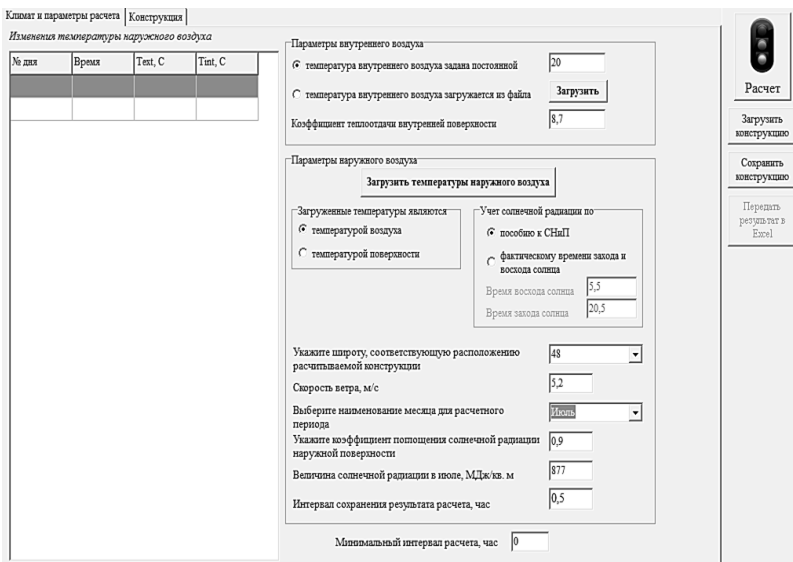 Климат и параметры расчета
Конструкция
Изменения температуры наружного воздуха
№ дня
Время
Text, C
Tint, C
Параметры внутреннего воздуха
температура внутреннего воздуха задана постоянной
20
температура внутреннего воздуха загружается из файла
Загрузить
Коэффициент теплоотдачи внутренней поверхности
8,7
Параметры наружного воздуха
Загрузить температуры наружного воздуха
Загруженные температуры являются
температурой воздуха
температурой поверхности
Учет солнечной радиации по
пособию к СНиП
фактическому времени захода и
восхода солнца
Время восхода солнца
5,5
Время захода солнца
20,5
Укажите широту, соответствующую расположению
расчитываемой конструкции
48
Скорость ветра, м/с
5,2
Выберите наименование месяца для расчетного
периода
Июль
Укажите коэффициент поглощения солнечной радиации
наружной поверхности
0,9
Величина солнечной радиации в июле, МДж/кв. м
877
Интервал сохранения результата расчета, час
0,5
Минимальный интервал расчета, час
0
Расчет
Загрузить
конструкцию
Сохранить
конструкцию
Передать
результат в
Excel